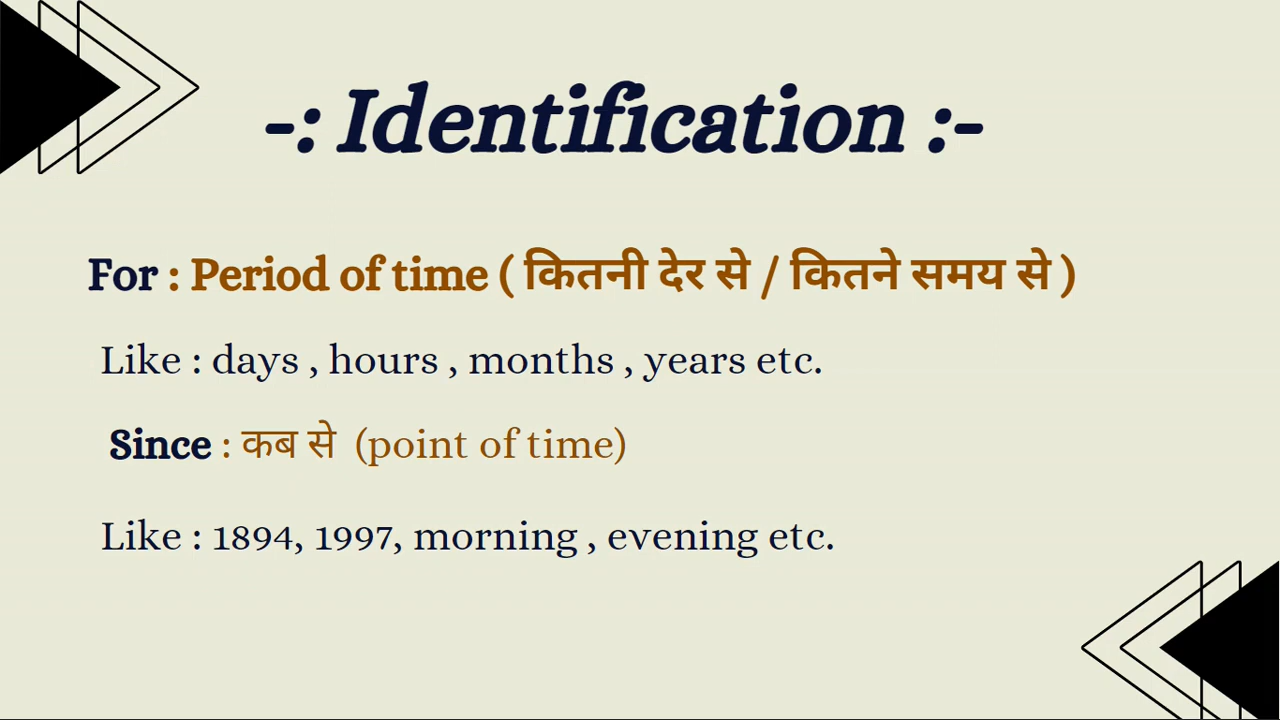 -: Identification :-
For : Period of time ( कितनी देर से / कितने समय से )
Like : days , hours , months , years etc.
Since : कब से (point of time)
Like : 1894, 1997, morning , evening etc.